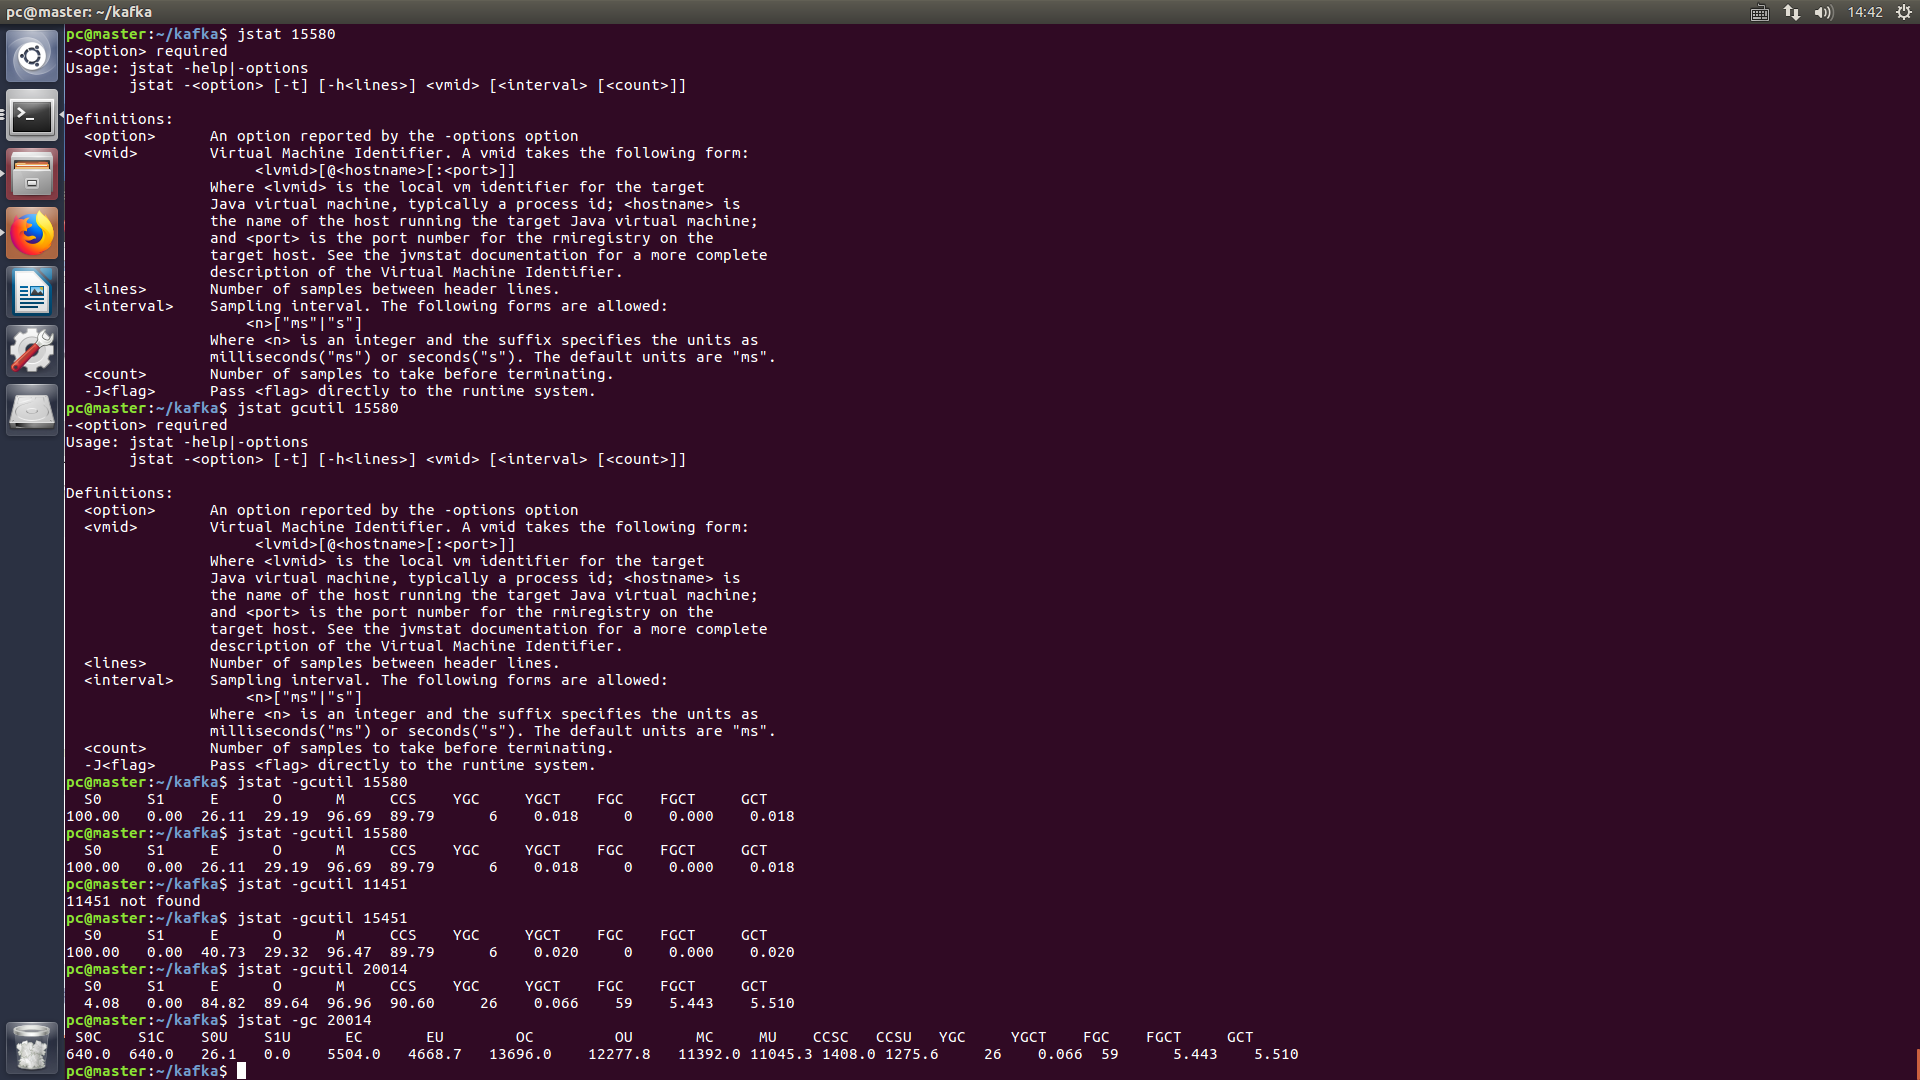 pc@master: ~/kafka
14:42
pc@master:~/kafka$ jstat 15580
-<option> required
Usage: jstat -help|-options
       jstat -<option> [-t] [-h<lines>] <vmid> [<interval> [<count>]]
Definitions:
  <option>      An option reported by the -options option
  <vmid>        Virtual Machine Identifier. A vmid takes the following form:
                     <lvmid>[@<hostname>[:<port>]]
                Where <lvmid> is the local vm identifier for the target
                Java virtual machine, typically a process id; <hostname> is
                the name of the host running the target Java virtual machine;
                and <port> is the port number for the rmiregistry on the
                target host. See the jvmstat documentation for a more complete
                description of the Virtual Machine Identifier.
  <lines>       Number of samples between header lines.
  <interval>    Sampling interval. The following forms are allowed:
                    <n>["ms"|"s"]
                Where <n> is an integer and the suffix specifies the units as
                milliseconds("ms") or seconds("s"). The default units are "ms".
  <count>       Number of samples to take before terminating.
  -J<flag>      Pass <flag> directly to the runtime system.
pc@master:~/kafka$ jstat gcutil 15580
-<option> required
Usage: jstat -help|-options
       jstat -<option> [-t] [-h<lines>] <vmid> [<interval> [<count>]]
Definitions:
  <option>      An option reported by the -options option
  <vmid>        Virtual Machine Identifier. A vmid takes the following form:
                     <lvmid>[@<hostname>[:<port>]]
                Where <lvmid> is the local vm identifier for the target
                Java virtual machine, typically a process id; <hostname> is
                the name of the host running the target Java virtual machine;
                and <port> is the port number for the rmiregistry on the
                target host. See the jvmstat documentation for a more complete
                description of the Virtual Machine Identifier.
  <lines>       Number of samples between header lines.
  <interval>    Sampling interval. The following forms are allowed:
                    <n>["ms"|"s"]
                Where <n> is an integer and the suffix specifies the units as
                milliseconds("ms") or seconds("s"). The default units are "ms".
  <count>       Number of samples to take before terminating.
  -J<flag>      Pass <flag> directly to the runtime system.
pc@master:~/kafka$ jstat -gcutil 15580
  S0     S1     E      O      M     CCS    YGC     YGCT    FGC    FGCT     GCT
100.00   0.00  26.11  29.19  96.69  89.79      6    0.018     0    0.000    0.018
pc@master:~/kafka$ jstat -gcutil 15580
  S0     S1     E      O      M     CCS    YGC     YGCT    FGC    FGCT     GCT
100.00   0.00  26.11  29.19  96.69  89.79      6    0.018     0    0.000    0.018
pc@master:~/kafka$ jstat -gcutil 11451
11451 not found
pc@master:~/kafka$ jstat -gcutil 15451
  S0     S1     E      O      M     CCS    YGC     YGCT    FGC    FGCT     GCT
100.00   0.00  40.73  29.32  96.47  89.79      6    0.020     0    0.000    0.020
pc@master:~/kafka$ jstat -gcutil 20014
  S0     S1     E      O      M     CCS    YGC     YGCT    FGC    FGCT     GCT
  4.08   0.00  84.82  89.64  96.96  90.60     26    0.066    59    5.443    5.510
pc@master:~/kafka$ jstat -gc 20014
 S0C    S1C    S0U    S1U      EC       EU        OC         OU       MC     MU    CCSC   CCSU   YGC     YGCT    FGC    FGCT     GCT
640.0  640.0   26.1   0.0    5504.0   4668.7   13696.0    12277.8   11392.0 11045.3 1408.0 1275.6     26    0.066  59      5.443    5.510
pc@master:~/kafka$